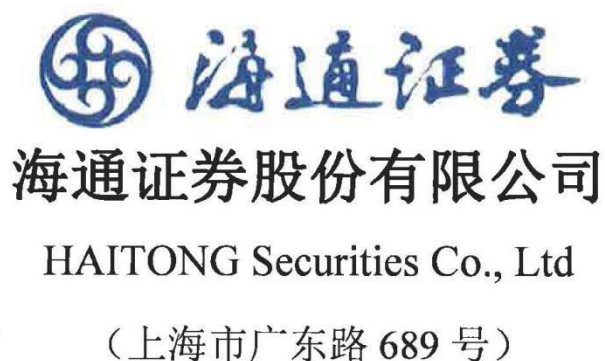 海通证券
海通证券股份有限公司
HAITONG Securities Co., Ltd
（上海市广东路 689 号）